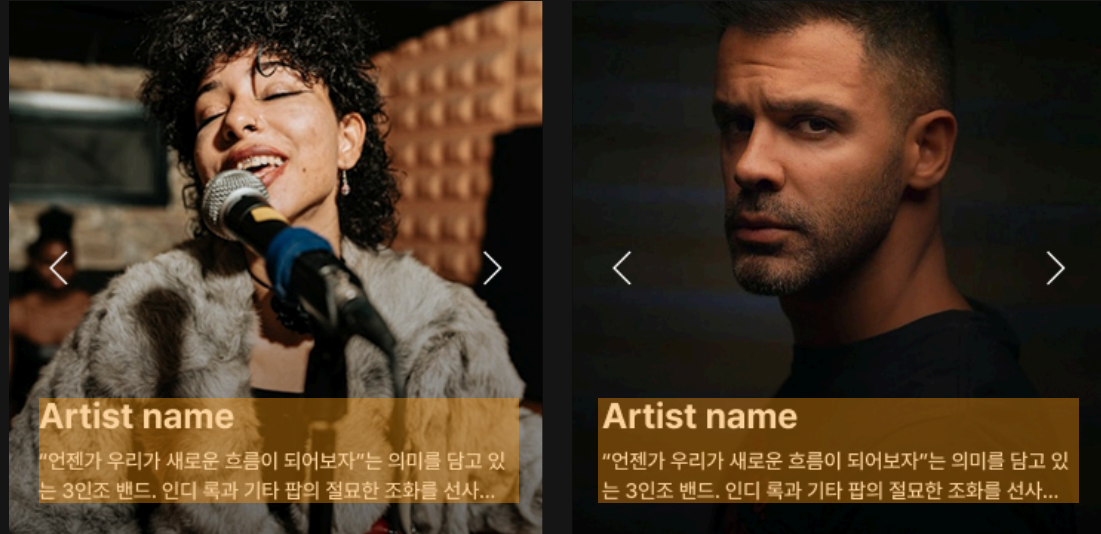 Artist name
“언젠가 우리가 새로운 흐름이 되어보자”는 의미를 담고 있
는 3인조 밴드. 인디 록과 기타 팝의 절묘한 조화를 선사...
Artist name
“언젠가 우리가 새로운 흐름이 되어보자”는 의미를 담고 있
는 3인조 밴드. 인디 록과 기타 팝의 절묘한 조화를 선사...